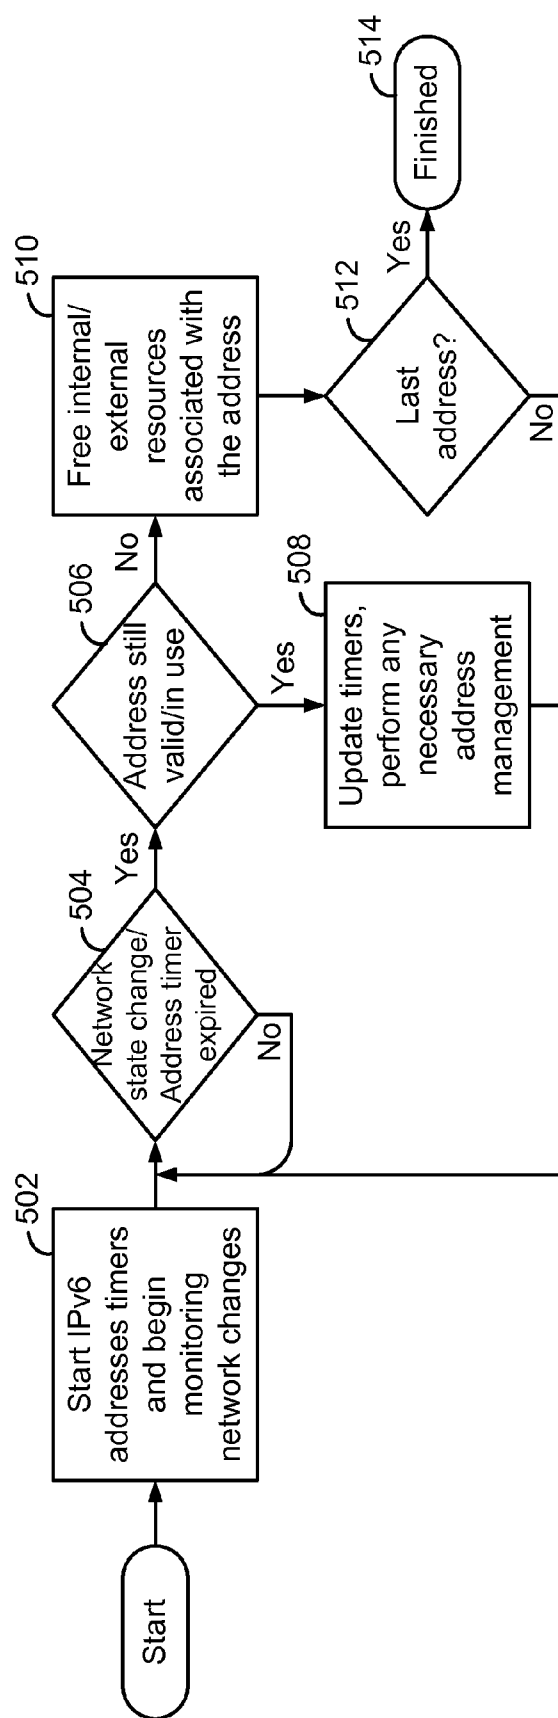 Start
502
Start IPv6
addresses timers
and begin
monitoring
network changes
504
Network
state change/
Address timer
expired
No
Yes
506
Address still
valid/in use
No
Yes
508
Update timers,
perform any
necessary
address
management
510
Free internal/
external
resources
associated with
the address
512
Last
address?
No
Yes
514
Finished